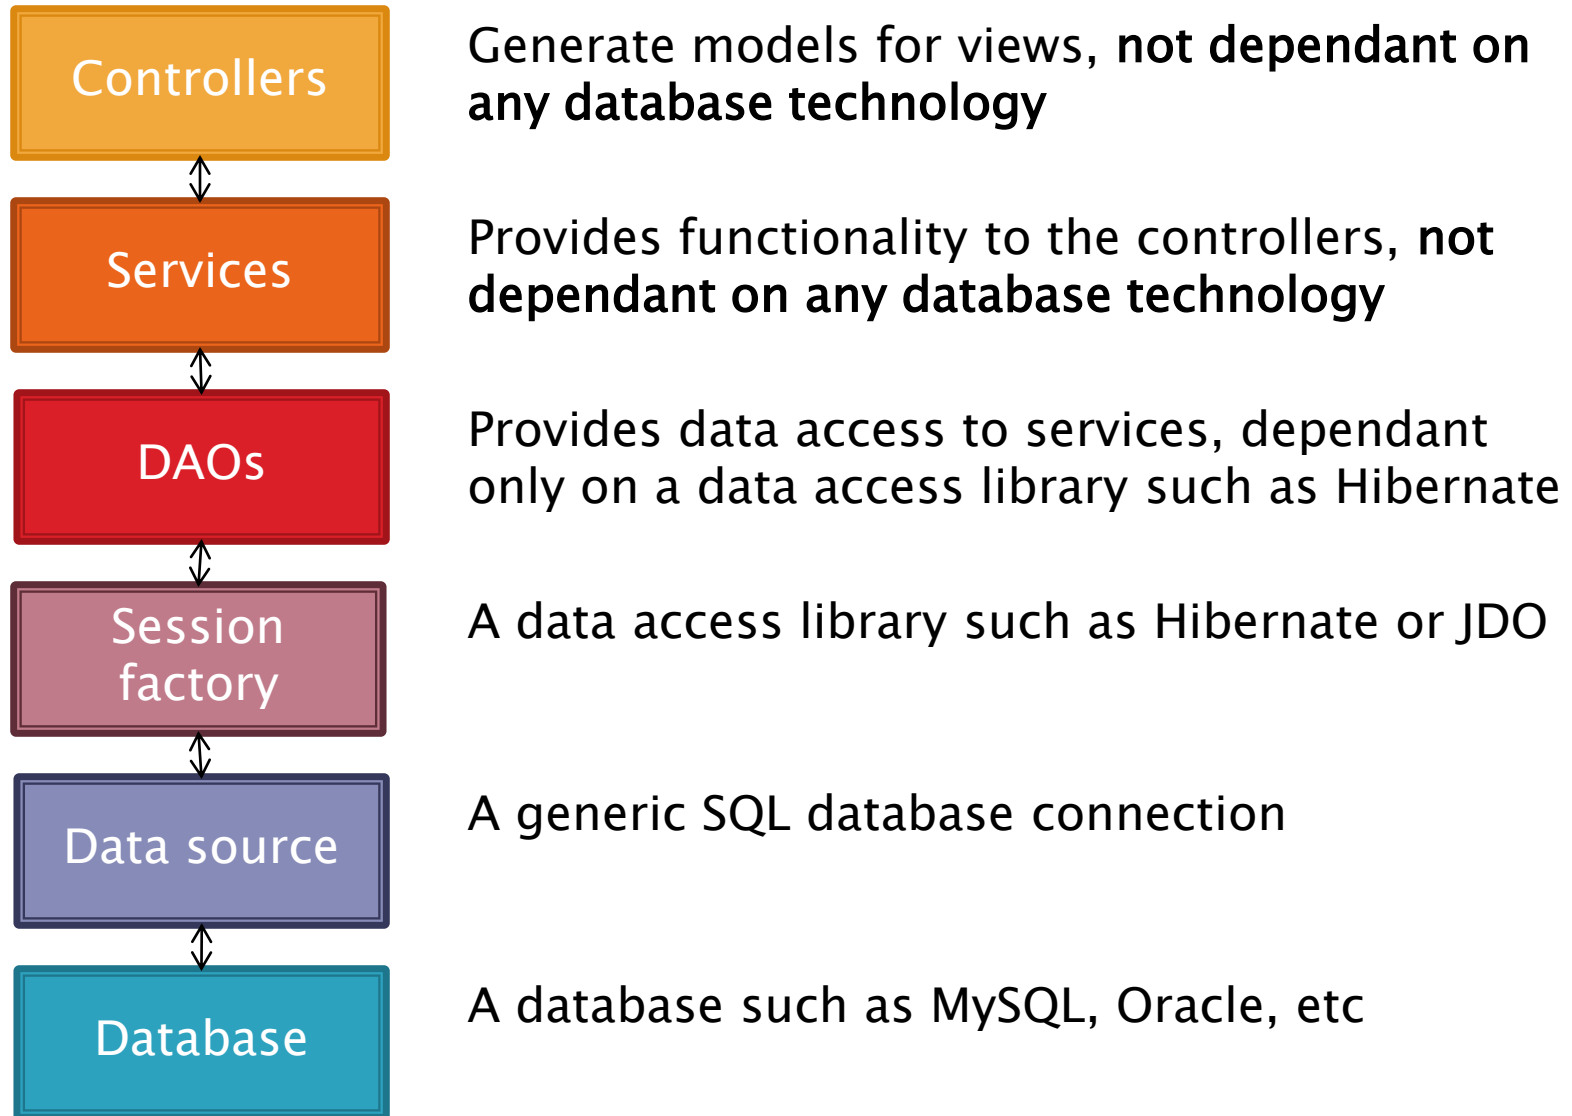 Controllers
Generate models for views, not dependant on
any database technology
Services
Provides functionality to the controllers, not
dependant on any database technology
DAOs
Provides data access to services, dependant
only on a data access library such as Hibernate
Session
factory
A data access library such as Hibernate or JDO
Data source
A generic SQL database connection
Database
A database such as MySQL, Oracle, etc